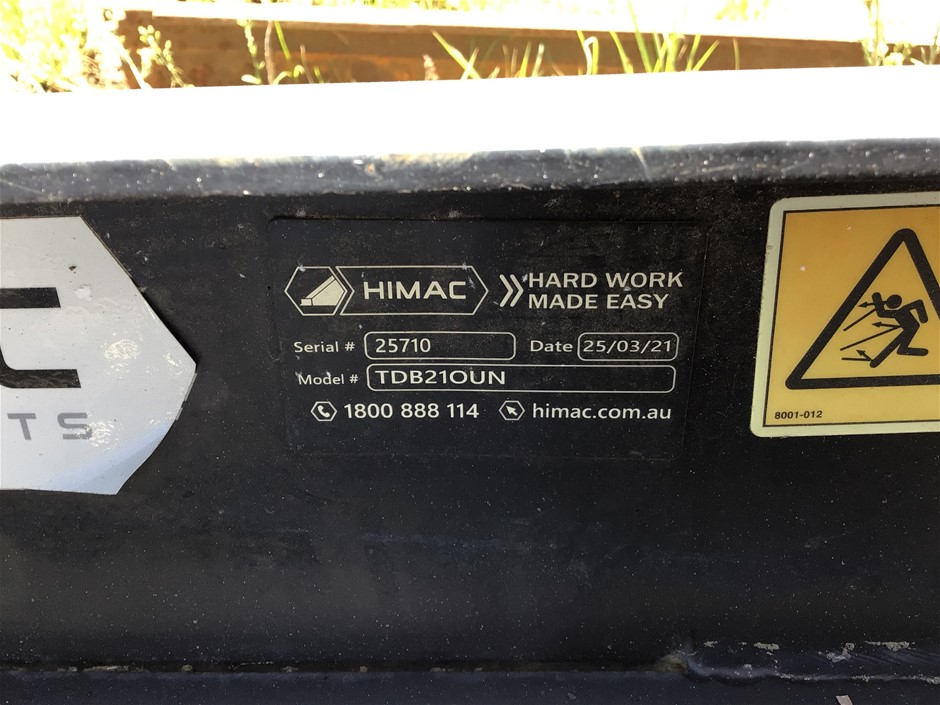 C
TS
HIMAC
HARD WORK
MADE EASY
Serial # 25710 Date 25/03/21
Model # TDB210UN
1800 888 114 himac.com.au
8001-012